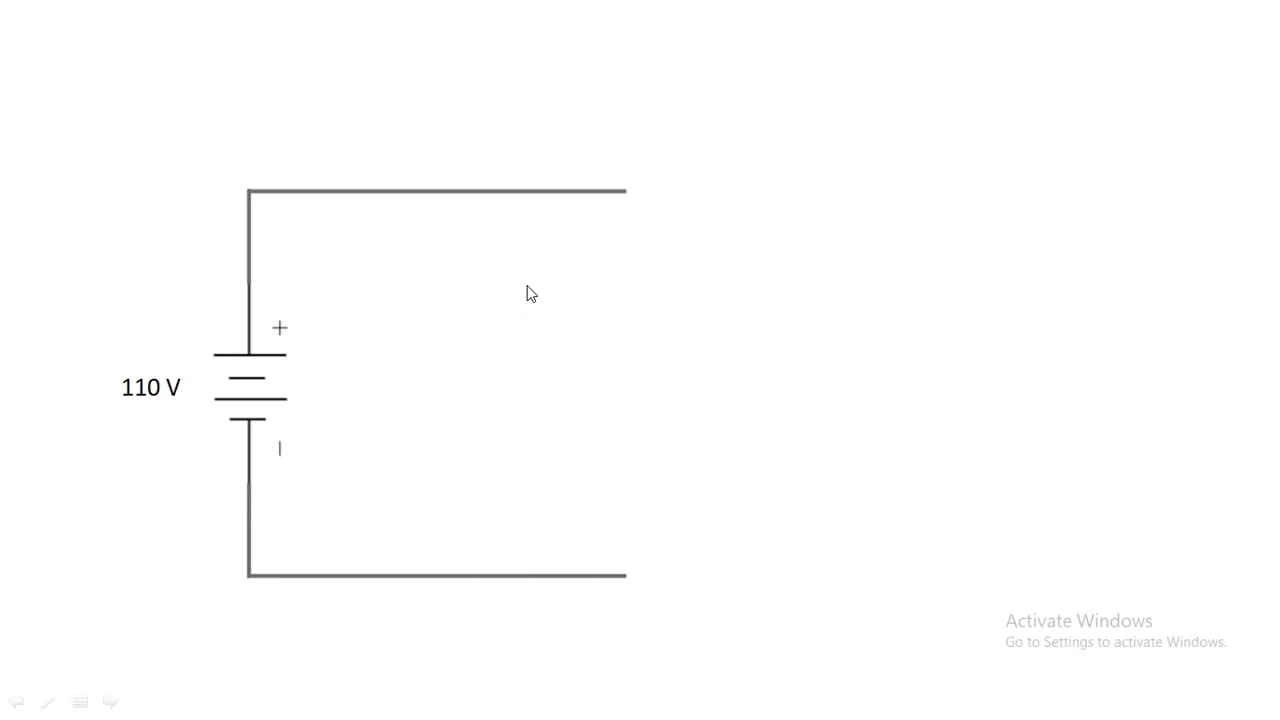 +
110 V
|
Activate Windows
Go to Settings to activate Windows.